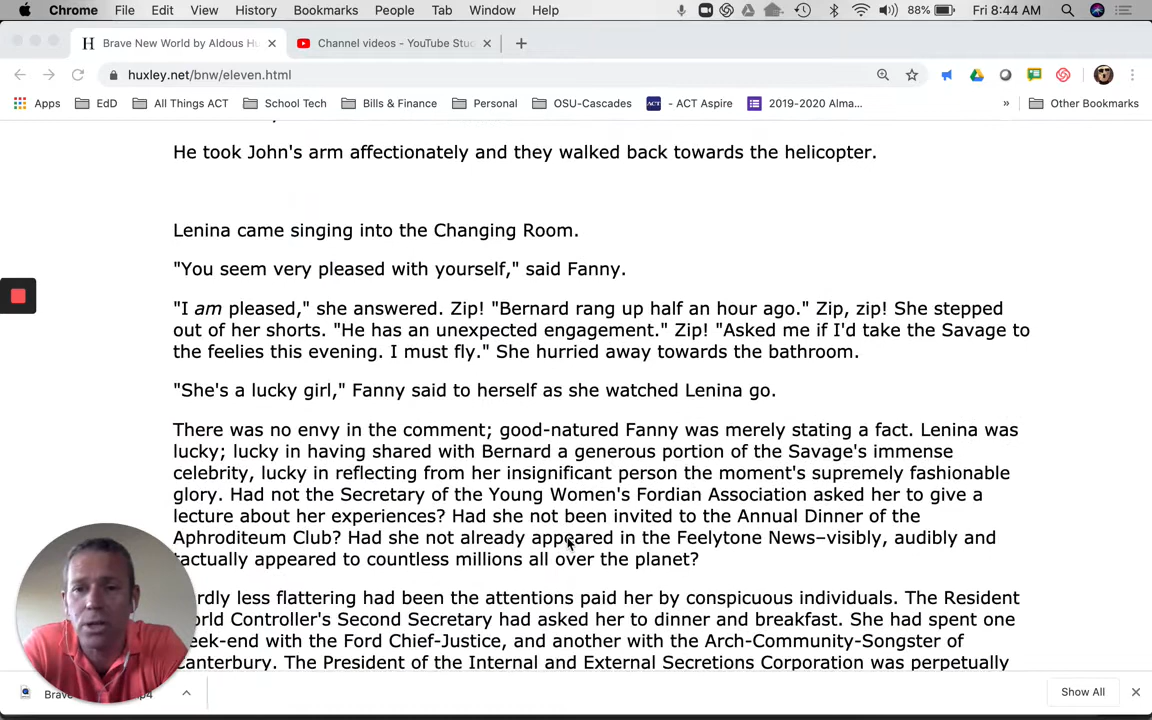 Chrome File Edit View History Bookmarks People Tab Window Help 88% Fri 8:44 AM
H Brave New World by Aldous Hu × Channel videos - YouTube Stud × +
huxley.net/bnw/eleven.html
Apps EdD All Things ACT School Tech Bills & Finance Personal OSU-Cascades ACT - ACT Aspire 2019-2020 Alma... » Other Bookmarks
He took John's arm affectionately and they walked back towards the helicopter.
Lenina came singing into the Changing Room.
"You seem very pleased with yourself," said Fanny.
"I am pleased," she answered. Zip! "Bernard rang up half an hour ago." Zip, zip! She stepped
out of her shorts. "He has an unexpected engagement." Zip! "Asked me if I'd take the Savage to
the feelies this evening. I must fly." She hurried away towards the bathroom.
"She's a lucky girl," Fanny said to herself as she watched Lenina go.
There was no envy in the comment; good-natured Fanny was merely stating a fact. Lenina was
lucky; lucky in having shared with Bernard a generous portion of the Savage's immense
celebrity, lucky in reflecting from her insignificant person the moment's supremely fashionable
glory. Had not the Secretary of the Young Women's Fordian Association asked her to give a
lecture about her experiences? Had she not been invited to the Annual Dinner of the
Aphroditeum Club? Had she not already appeared in the Feelytone News–visibly, audibly and
tactually appeared to countless millions all over the planet?
rdly less flattering had been the attentions paid her by conspicuous individuals. The Resident
orld Controller's Second Secretary had asked her to dinner and breakfast. She had spent one
eek-end with the Ford Chief-Justice, and another with the Arch-Community-Songster of
Canterbury. The President of the Internal and External Secretions Corporation was perpetually
Brav p4 Show All ×